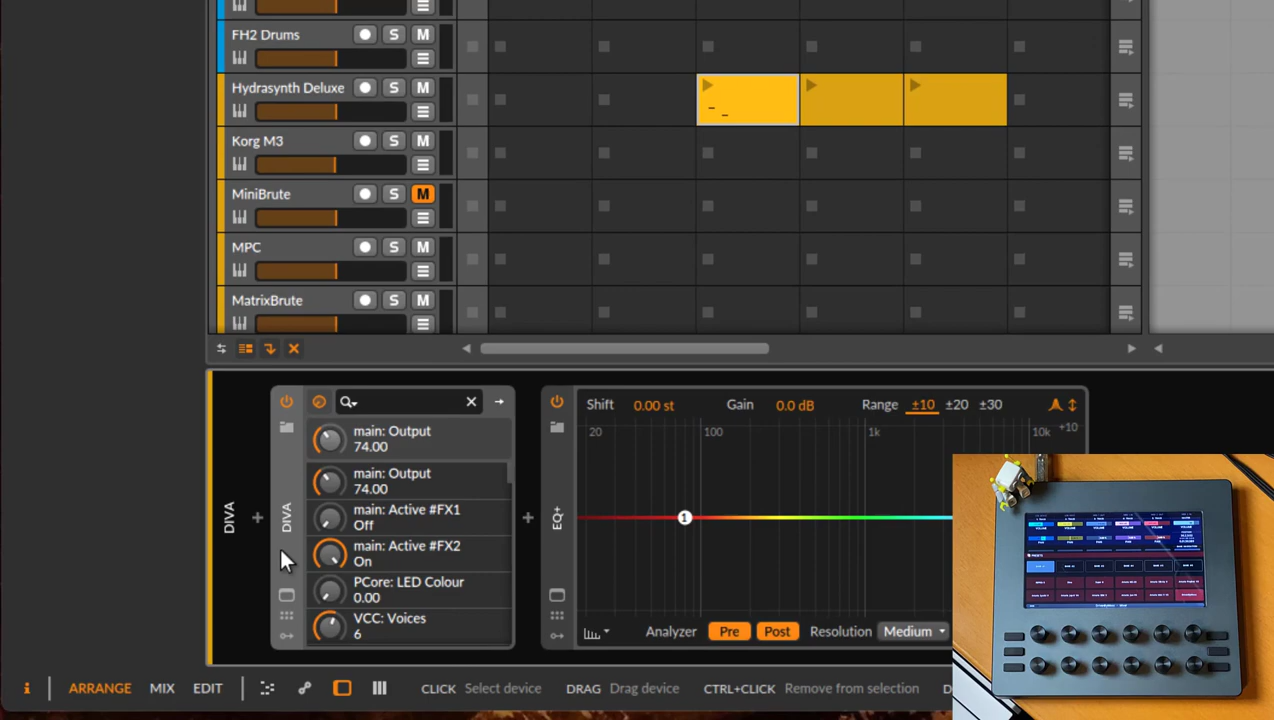 FH2 Drums
S
M
Hydrasynth Deluxe
S
M
Korg M3
S
M
MiniBrute
S
M
MPC
S
M
MatrixBrute
S
M
DIVA
DIVA
main: Output
74.00
main: Output
74.00
main: Active #FX1
Off
main: Active #FX2
On
PCore: LED Colour
0.00
VCC: Voices
6
EQ+
Shift
0.00 st
Gain
0.0 dB
Range
±10
±20
±30
20
100
1k
10k
+10
1
Analyzer
Pre
Post
Resolution
Medium
ARRANGE
MIX
EDIT
CLICK
Select device
DRAG
Drag device
CTRL+CLICK
Remove from selection